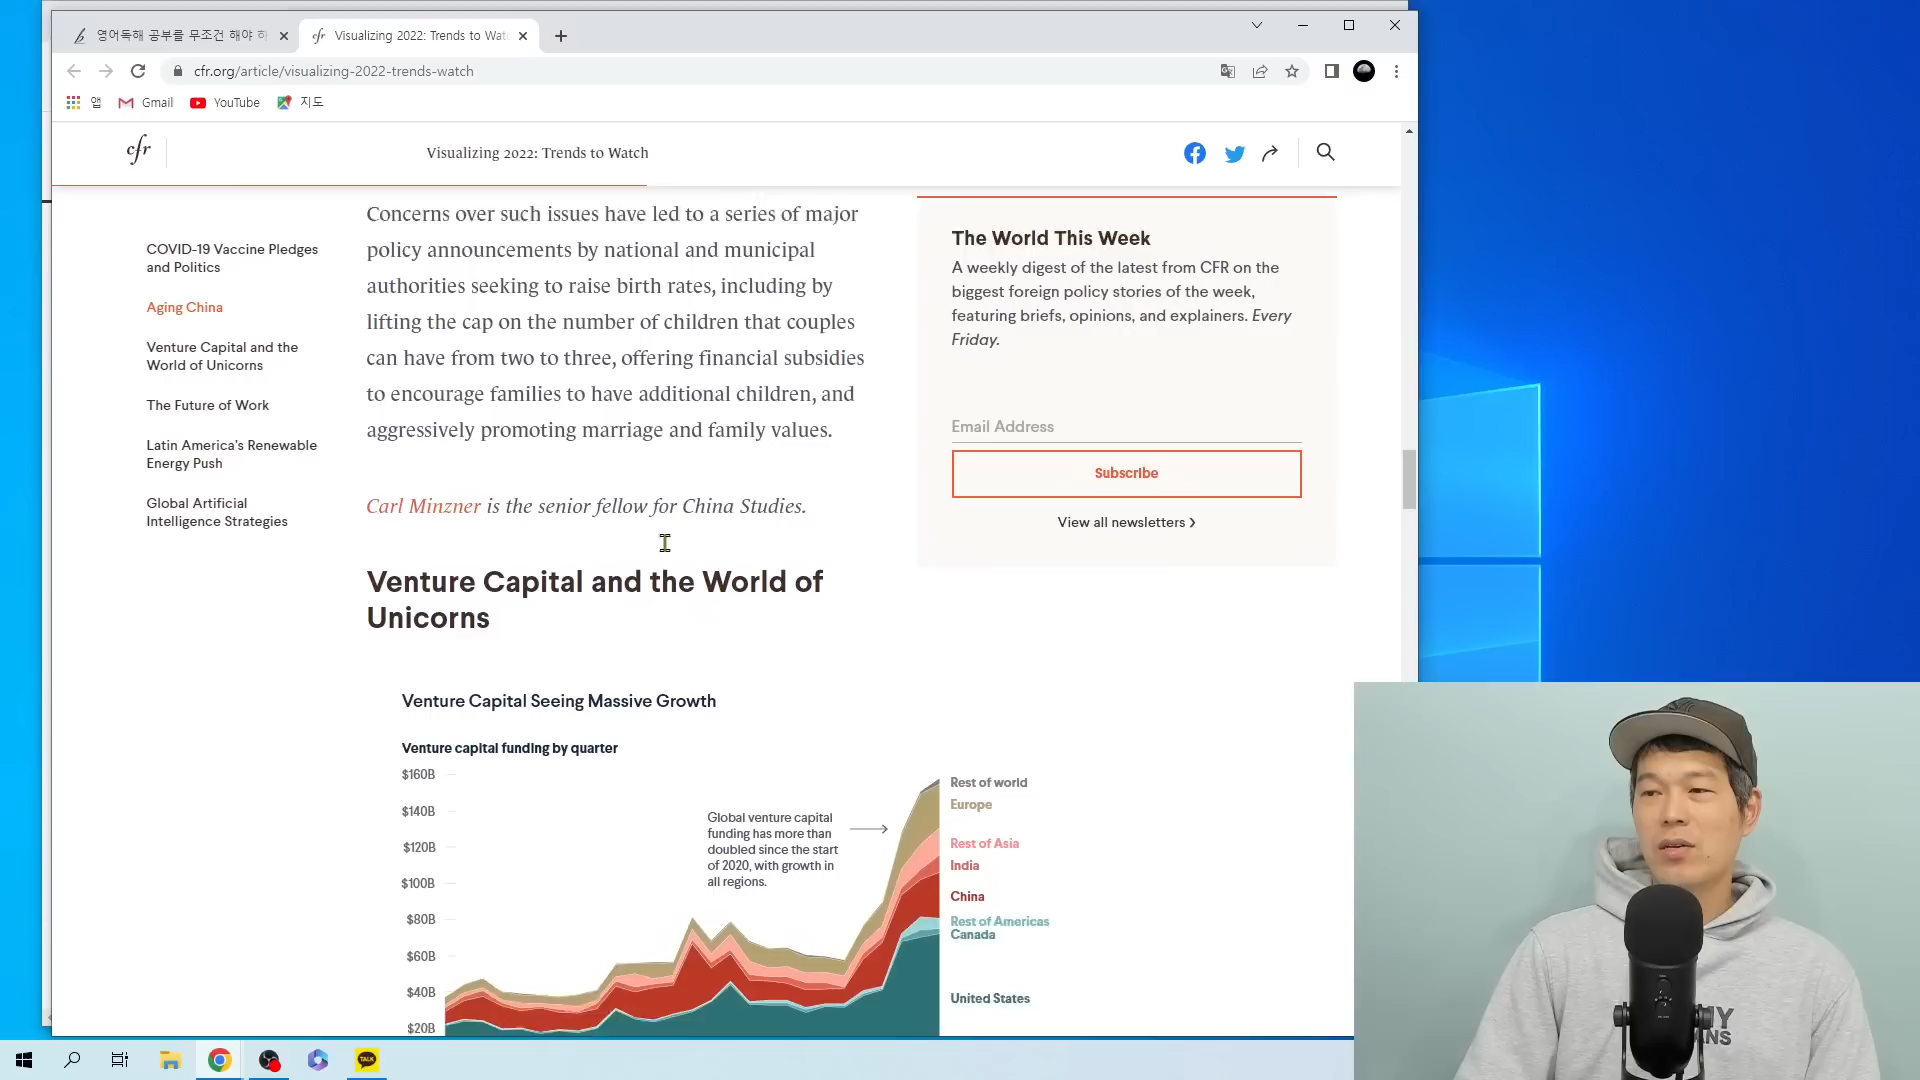 영어독해 공부를 무조건 해야 하
Visualizing 2022: Trends to Wat
cfr.org/article/visualizing-2022-trends-watch
앱
Gmail
YouTube
지도
cfr
Visualizing 2022: Trends to Watch
COVID-19 Vaccine Pledges
and Politics
Aging China
Venture Capital and the
World of Unicorns
The Future of Work
Latin America's Renewable
Energy Push
Global Artificial
Intelligence Strategies
Concerns over such issues have led to a series of major
policy announcements by national and municipal
authorities seeking to raise birth rates, including by
lifting the cap on the number of children that couples
can have from two to three, offering financial subsidies
to encourage families to have additional children, and
aggressively promoting marriage and family values.
Carl Minzner is the senior fellow for China Studies.
Venture Capital and the World of
Unicorns
Venture Capital Seeing Massive Growth
Venture capital funding by quarter
$160B
$140B
$120B
$100B
$80B
$60B
$40B
$20B
Global venture capital
funding has more than
doubled since the start
of 2020, with growth in
all regions.
Rest of world
Europe
Rest of Asia
India
China
Rest of Americas
Canada
United States
The World This Week
A weekly digest of the latest from CFR on the
biggest foreign policy stories of the week,
featuring briefs, opinions, and explainers. Every
Friday.
Email Address
Subscribe
View all newsletters ›
TALK